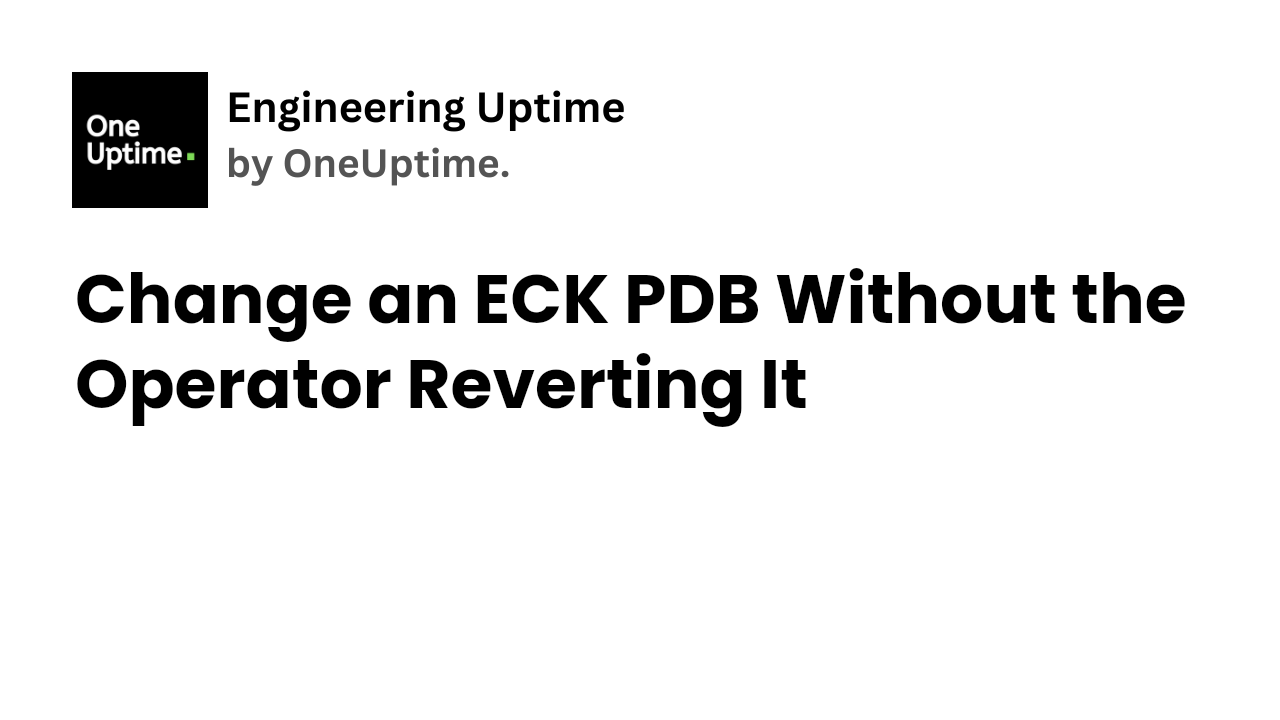 One
Uptime
Engineering Uptime
by OneUptime.
Change an ECK PDB Without the
Operator Reverting It